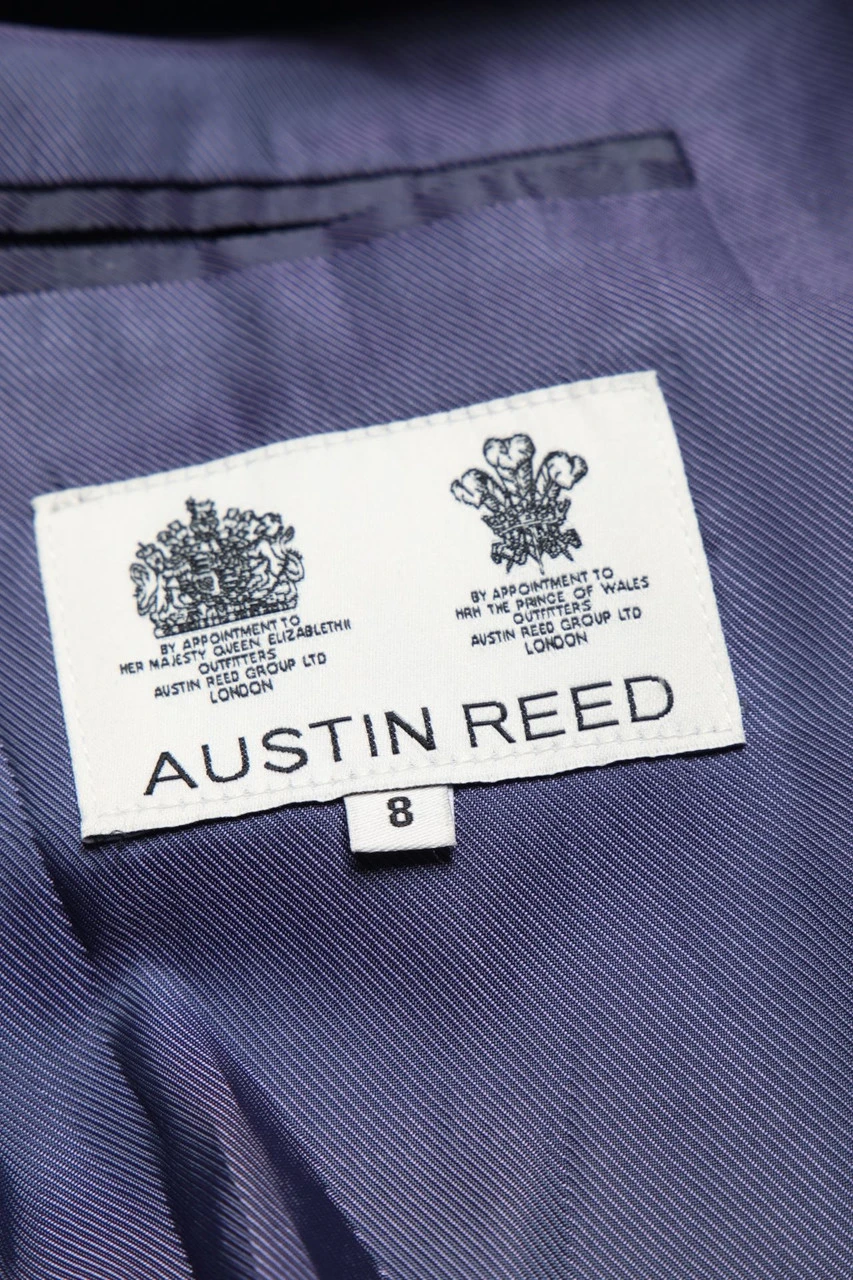 BY APPOINTMENT TO
HER MAJESTY QUEEN ELIZABETH II
OUTFITTERS
AUSTIN REED GROUP LTD
LONDON
BY APPOINTMENT TO
HRH THE PRINCE OF WALES
OUTFITTERS
AUSTIN REED GROUP LTD
LONDON
AUSTIN REED
8